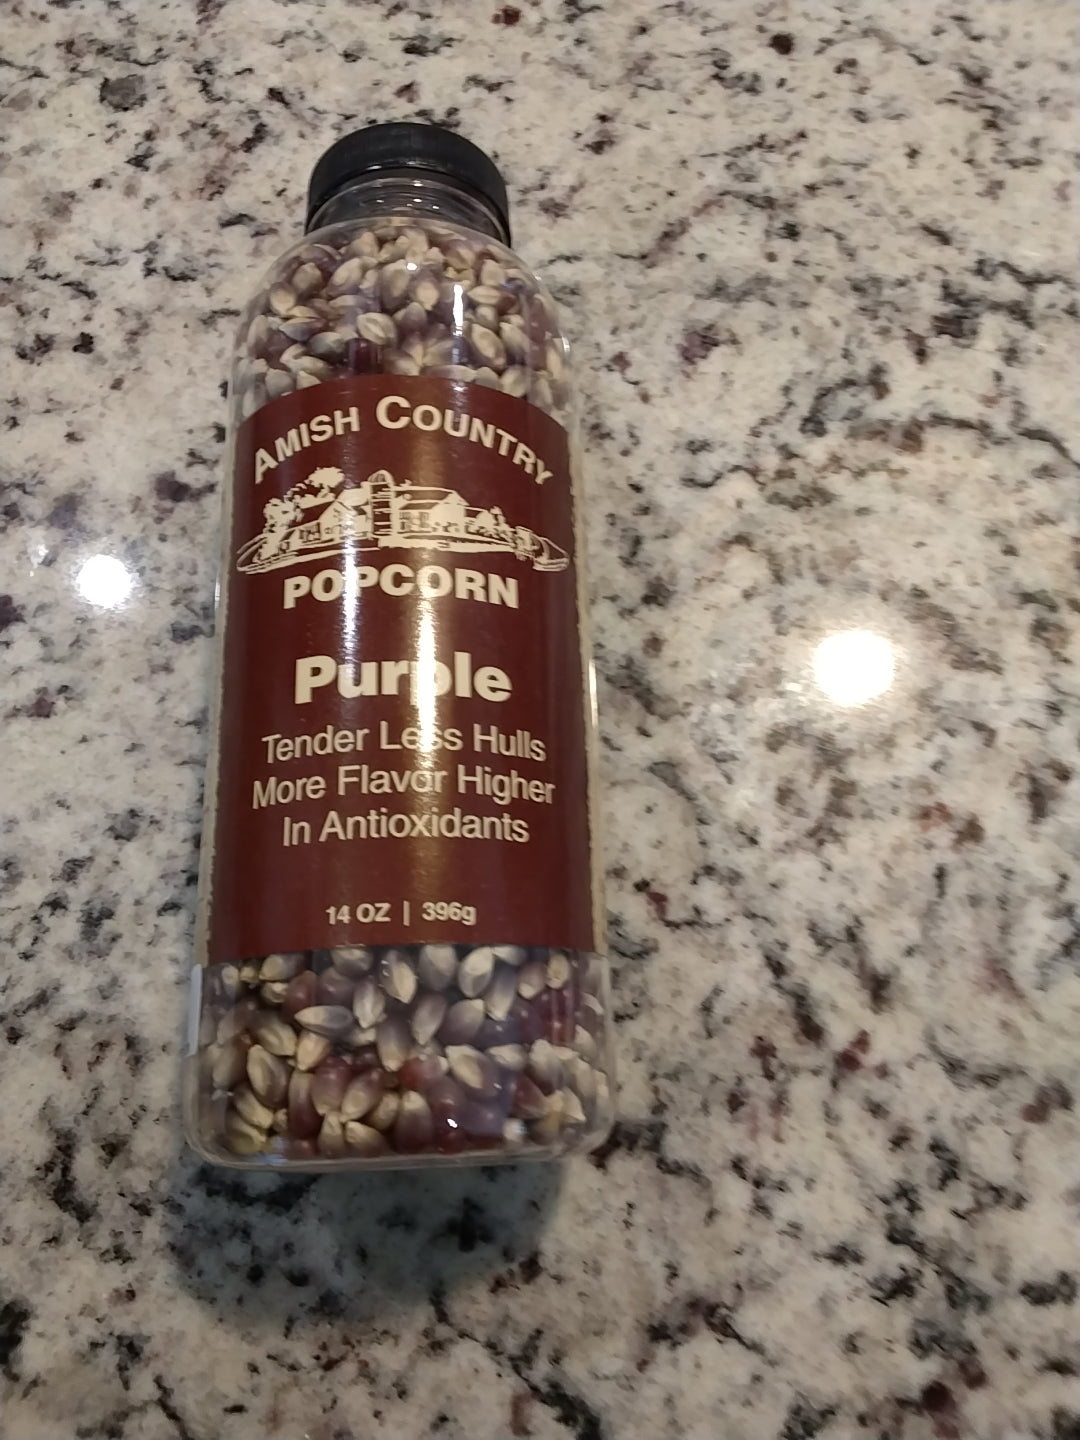 AMISH COUNTRY
POPCORN
Purple
Tender Less Hulls
More Flavor Higher
In Antioxidants
14 OZ | 396g